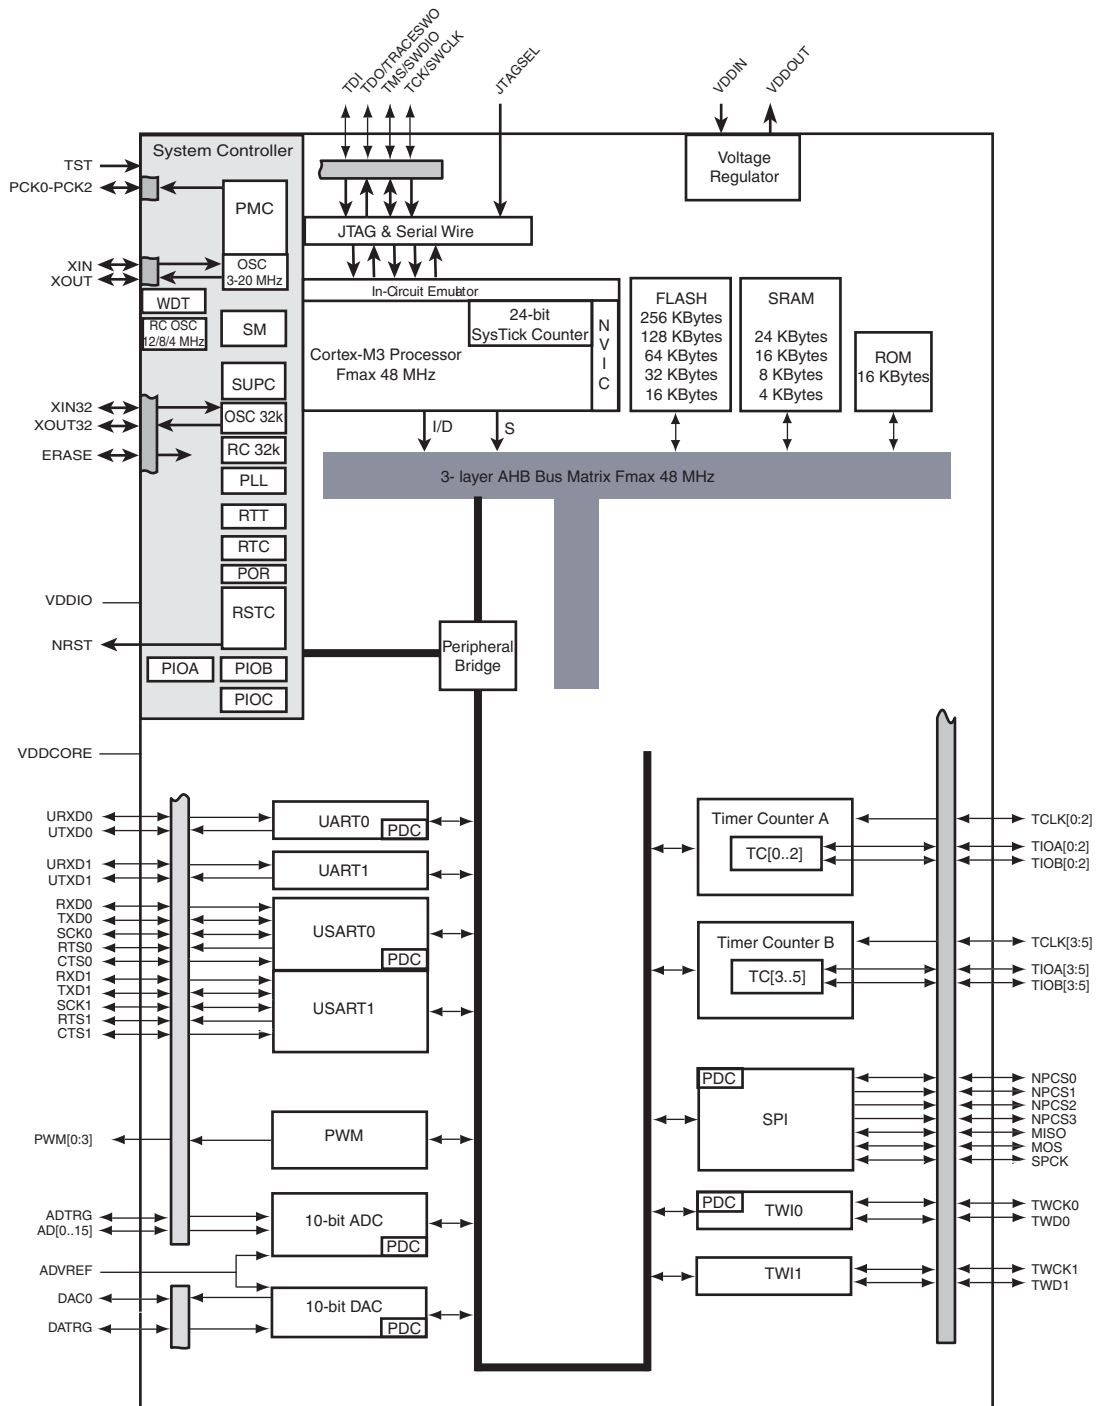 TDI
TDO/TRACESWO
TMS/SWDIO
TCK/SWCLK
JTAGSEL
VDDIN
VDDOUT
System Controller
TST
PCK0-PCK2
PMC
Voltage
Regulator
JTAG & Serial Wire
XIN
XOUT
OSC
3-20 MHz
WDT
RC OSC
12/8/4 MHz
SM
In-Circuit Emulator
24-bit
SysTick Counter
N
V
I
C
Cortex-M3 Processor
Fmax 48 MHz
FLASH
256 KBytes
128 KBytes
64 KBytes
32 KBytes
16 KBytes
SRAM
24 KBytes
16 KBytes
8 KBytes
4 KBytes
ROM
16 KBytes
SUPC
XIN32
XOUT32
OSC 32k
ERASE
RC 32k
I/D
S
3- layer AHB Bus Matrix Fmax 48 MHz
PLL
RTT
RTC
POR
VDDIO
RSTC
NRST
PIOA
PIOB
PIOC
Peripheral
Bridge
VDDCORE
URXD0
UTXD0
UART0
PDC
URXD1
UTXD1
UART1
RXD0
TXD0
SCK0
RTS0
CTS0
USART0
PDC
RXD1
TXD1
SCK1
RTS1
CTS1
USART1
PWM[0:3]
PWM
ADTRG
AD[0..15]
10-bit ADC
PDC
ADVREF
DAC0
DATRG
10-bit DAC
PDC
Timer Counter A
TC[0..2]
TCLK[0:2]
TIOA[0:2]
TIOB[0:2]
Timer Counter B
TC[3..5]
TCLK[3:5]
TIOA[3:5]
TIOB[3:5]
PDC
SPI
NPCS0
NPCS1
NPCS2
NPCS3
MISO
MOS
SPCK
PDC
TWI0
TWCK0
TWD0
TWI1
TWCK1
TWD1